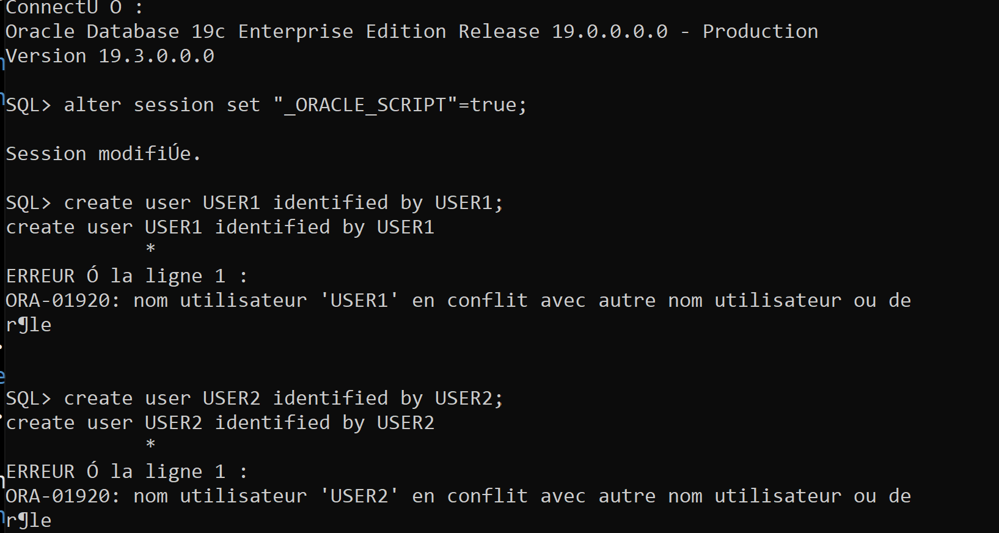 ConnectÚ Ó :
Oracle Database 19c Enterprise Edition Release 19.0.0.0.0 - Production
Version 19.3.0.0.0
SQL> alter session set "_ORACLE_SCRIPT"=true;
Session modifiÚe.
SQL> create user USER1 identified by USER1;
create user USER1 identified by USER1
*
ERREUR Ó la ligne 1 :
ORA-01920: nom utilisateur 'USER1' en conflit avec autre nom utilisateur ou de
r¶le
SQL> create user USER2 identified by USER2;
create user USER2 identified by USER2
*
ERREUR Ó la ligne 1 :
ORA-01920: nom utilisateur 'USER2' en conflit avec autre nom utilisateur ou de
r¶le